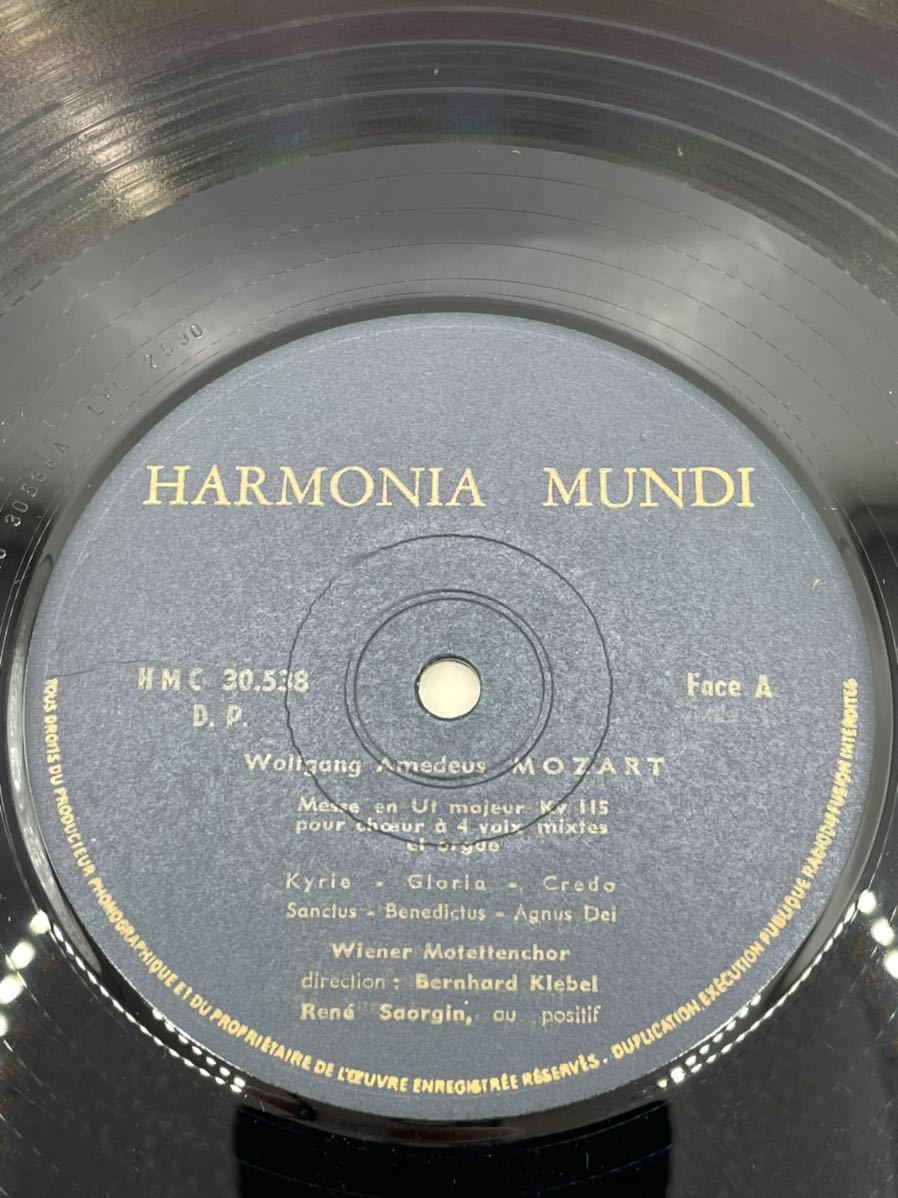 HARMONIA MUNDI
HMC 30.538
D. P.
Face A
Wolfgang Amedeus MOZART
Messe en Ut majeur Kv 115
pour chœur à 4 voix mixtes
et orgue
Kyrie - Gloria - Credo
Sanctus - Benedictus - Agnus Dei
Wiener Motettenchor
direction : Bernhard Klebel
René Saorgin, au positif
TOUS DROITS DU PRODUCTEUR PHONOGRAPHIQUE ET DU PROPRIÉTAIRE DE L'ŒUVRE ENREGISTRÉE RÉSERVÉS - DUPLICATION, EXÉCUTION PUBLIQUE RADIODIFFUSION INTERDITES
2530